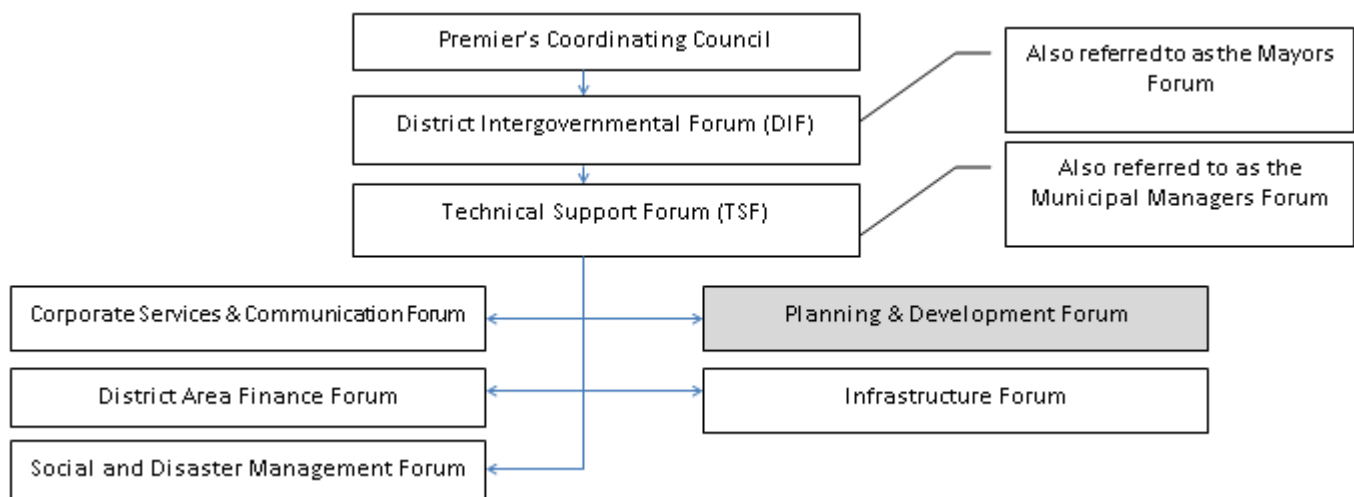 Premier's Coordinating Council
Also referred to as the Mayors
Forum
District Intergovernmental Forum (DIF)
Also referred to as the
Municipal Managers Forum
Technical Support Forum (TSF)
Corporate Services & Communication Forum
Planning & Development Forum
District Area Finance Forum
Infrastructure Forum
Social and Disaster Management Forum